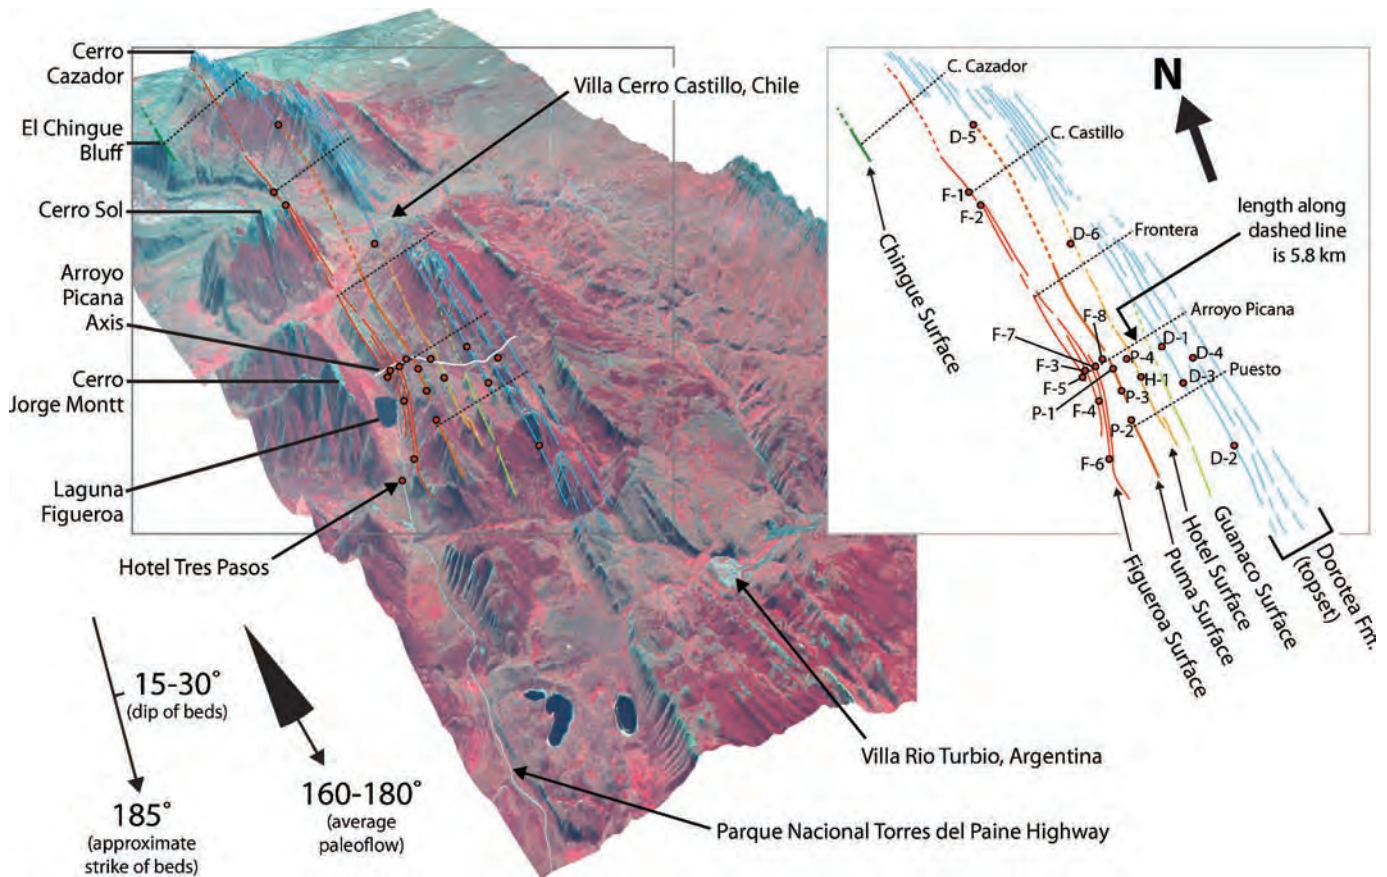 Cerro
Cazador
El Chingue
Bluff
Cerro Sol
Arroyo
Picana
Axis
Cerro
Jorge Montt
Laguna
Figueroa
Hotel Tres Pasos
Villa Cerro Castillo, Chile
Villa Rio Turbio, Argentina
Parque Nacional Torres del Paine Highway
15-30°
(dip of beds)
185°
(approximate
strike of beds)
160-180°
(average
paleoflow)
N
C. Cazador
D-5
C. Castillo
F-1
F-2
length along
dashed line
is 5.8 km
Frontera
D-6
Chingue Surface
Arroyo Picana
F-8
F-7
D-1
P-4
D-4
F-3
Puesto
H-1
D-3
F-5
P-3
P-1
F-4
P-2
F-6
D-2
Figueroa Surface
Puma Surface
Hotel Surface
Guanaco Surface
Dorotea Fm.
(topset)